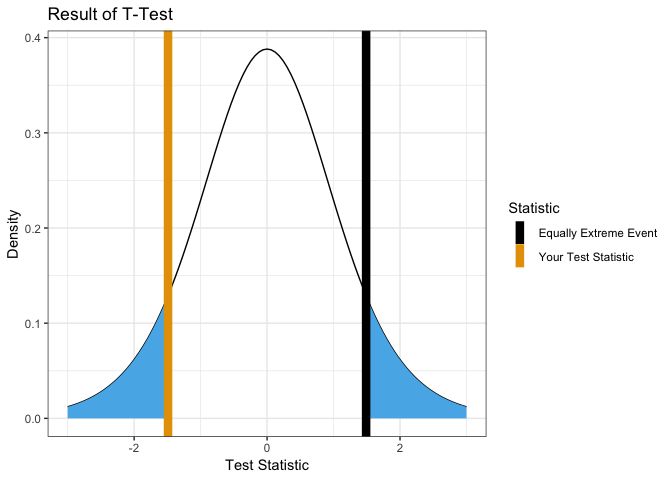 Result of T-Test
0.4
0.3
0.2
0.1
0.0
Density
-2
0
2
Test Statistic
Statistic
Equally Extreme Event
Your Test Statistic